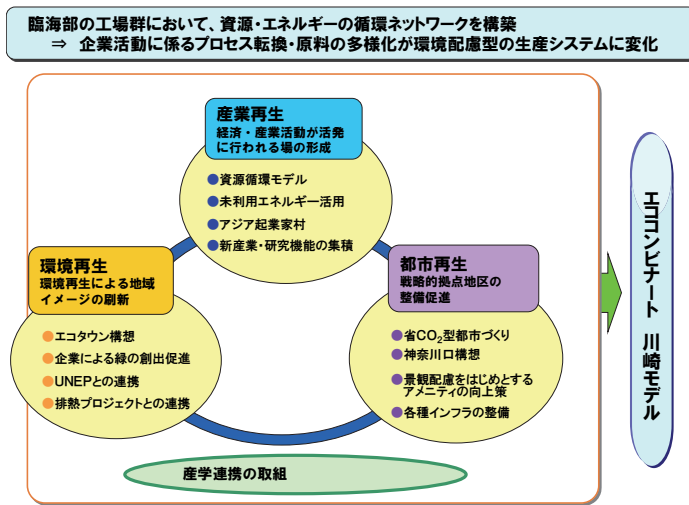 臨海部の工場群において、資源・エネルギーの循環ネットワークを構築
⇒ 企業活動に係るプロセス転換・原料の多様化が環境配慮型の生産システムに変化
産業再生
経済・産業活動が活発
に行われる場の形成
●資源循環モデル
●未利用エネルギー活用
●アジア起業家村
●新産業・研究機能の集積
環境再生
環境再生による地域
イメージの刷新
●エコタウン構想
●企業による緑の創出促進
●UNEPとの連携
●排熱プロジェクトとの連携
都市再生
戦略的拠点地区の
整備促進
●省CO₂型都市づくり
●神奈川口構想
●景観配慮をはじめとする
アメニティの向上策
●各種インフラの整備
産学連携の取組
エココンビナート 川崎モデル